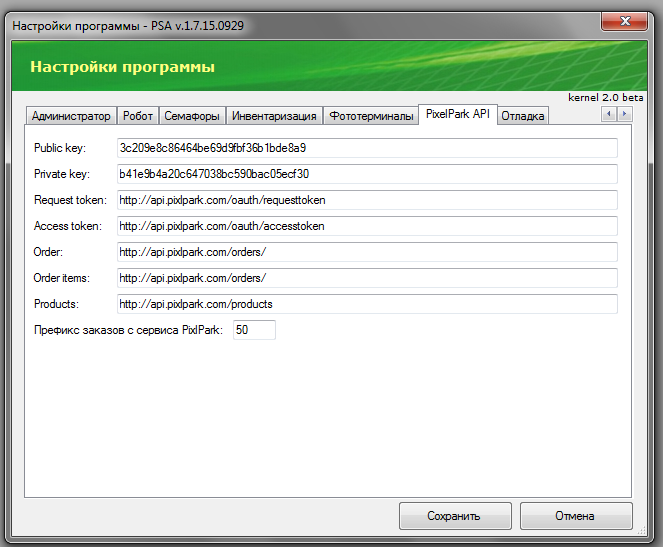 Настройки программы - PSA v.1.7.15.0929
Настройки программы
kernel 2.0 beta
Администратор Робот Семафоры Инвентаризация Фототерминалы PixelPark API Отладка
Public key: 3c209e8c86464be69d9fbf36b1bde8a9
Private key: b41e9b4a20c647038bc590bac05ecf30
Request token: http://api.pixlpark.com/oauth/requesttoken
Access token: http://api.pixlpark.com/oauth/accesstoken
Order: http://api.pixlpark.com/orders/
Order items: http://api.pixlpark.com/orders/
Products: http://api.pixlpark.com/products
Префикс заказов с сервиса PixlPark: 50
Сохранить Отмена